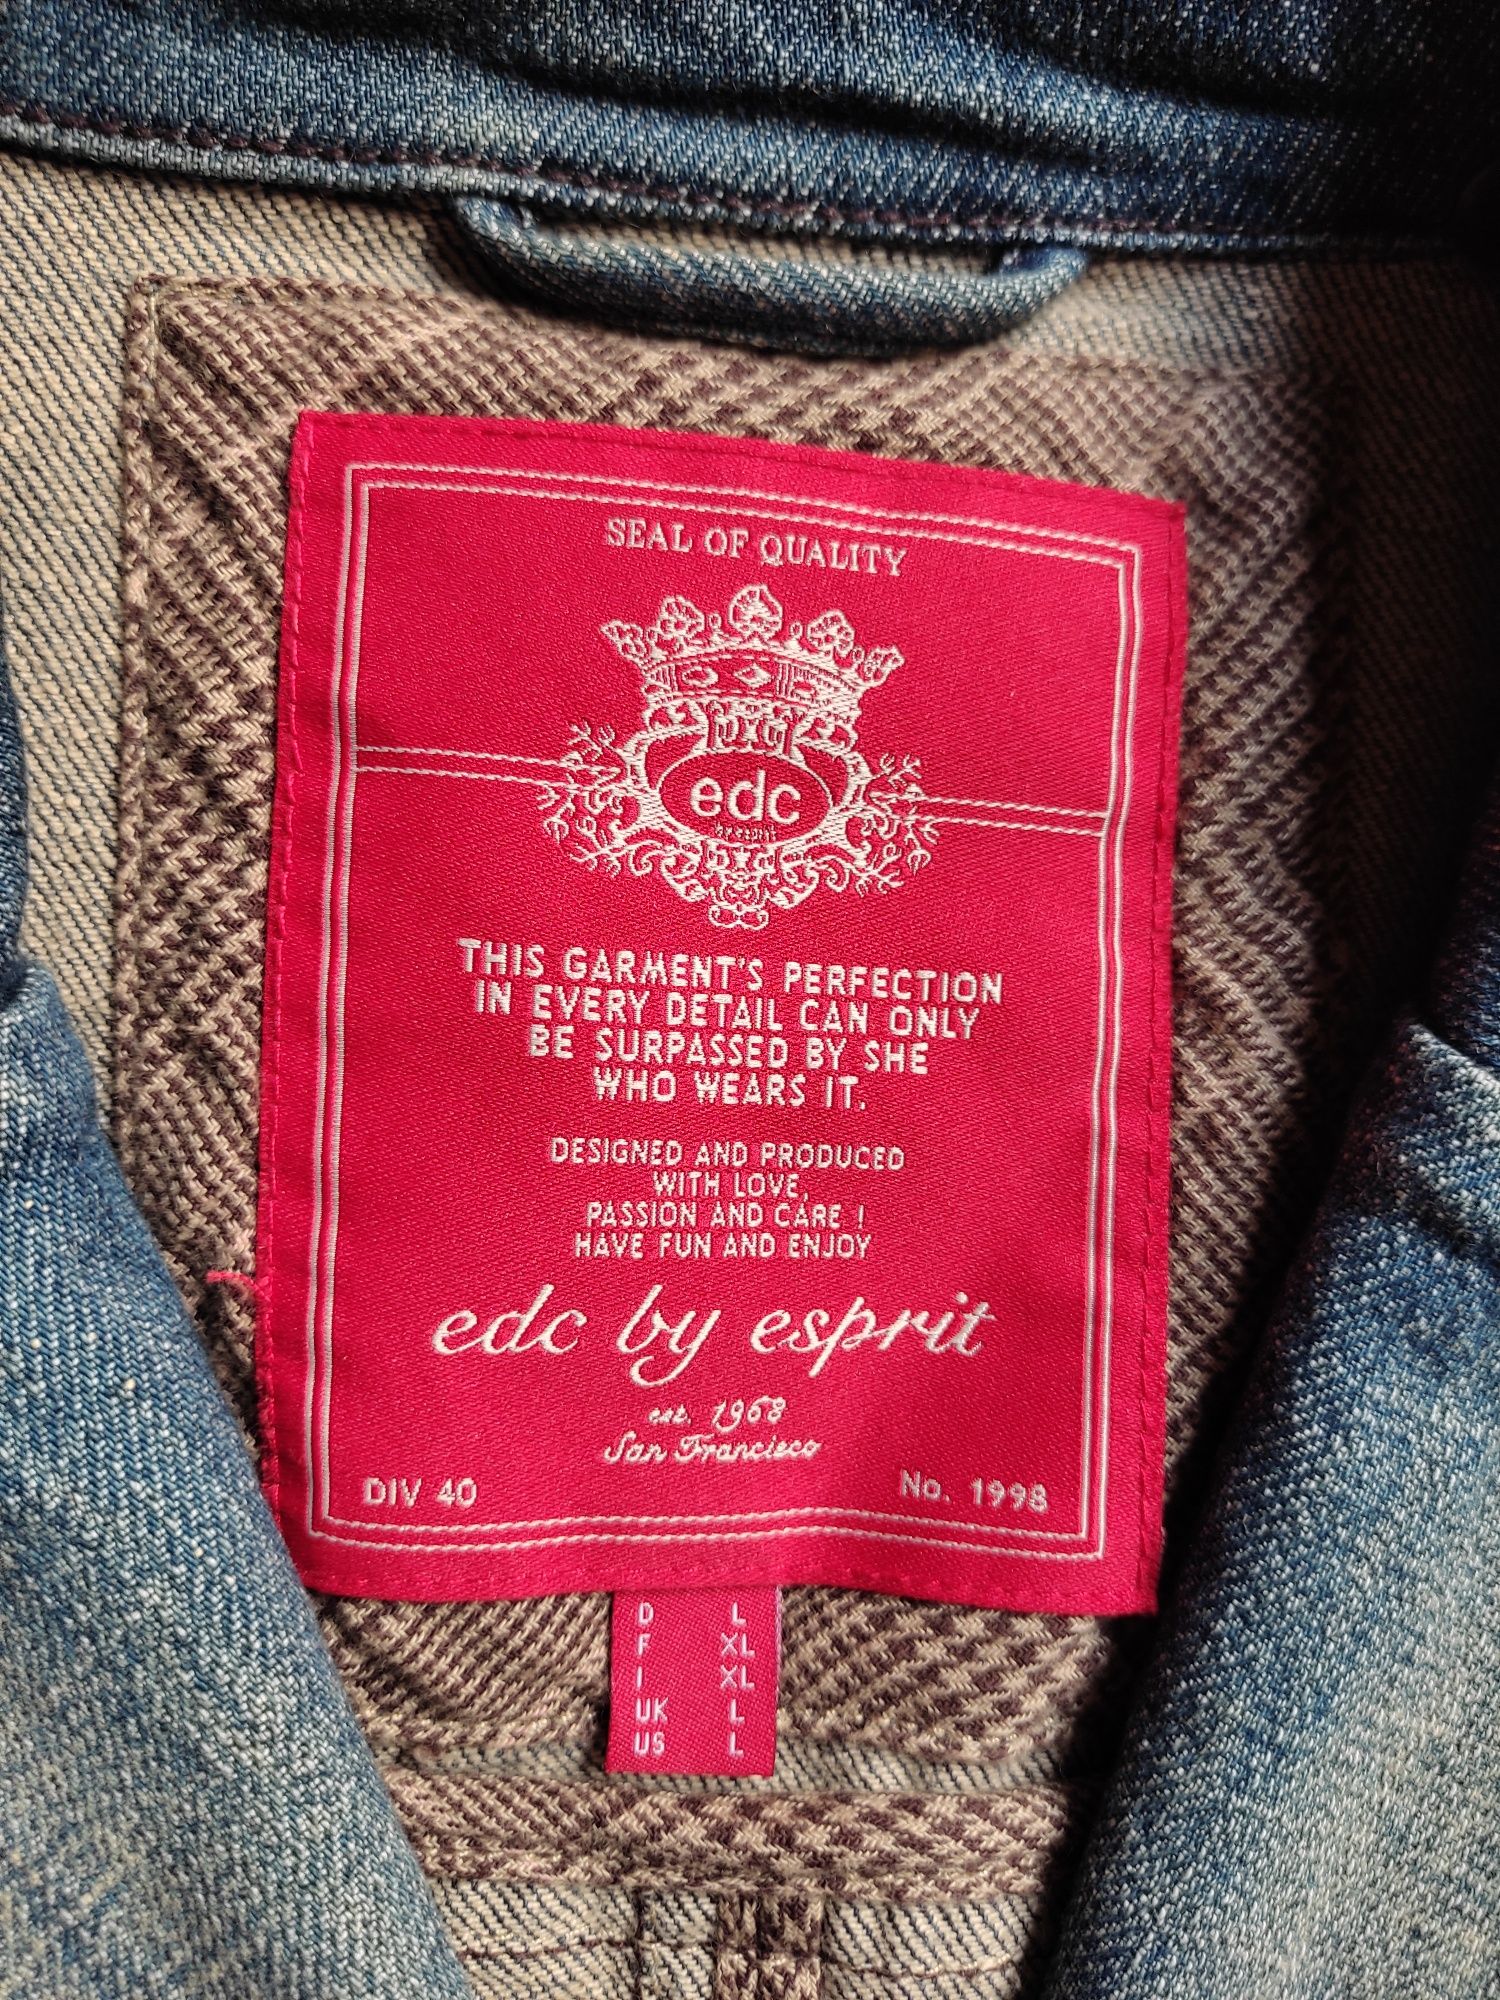 SEAL OF QUALITY
edc
by esprit
THIS GARMENT'S PERFECTION
IN EVERY DETAIL CAN ONLY
BE SURPASSED BY SHE
WHO WEARS IT.
DESIGNED AND PRODUCED
WITH LOVE,
PASSION AND CARE !
HAVE FUN AND ENJOY
edc by esprit
est. 1968
San Francisco
DIV 40 No. 1998
D L
F XL
I XL
UK L
US L